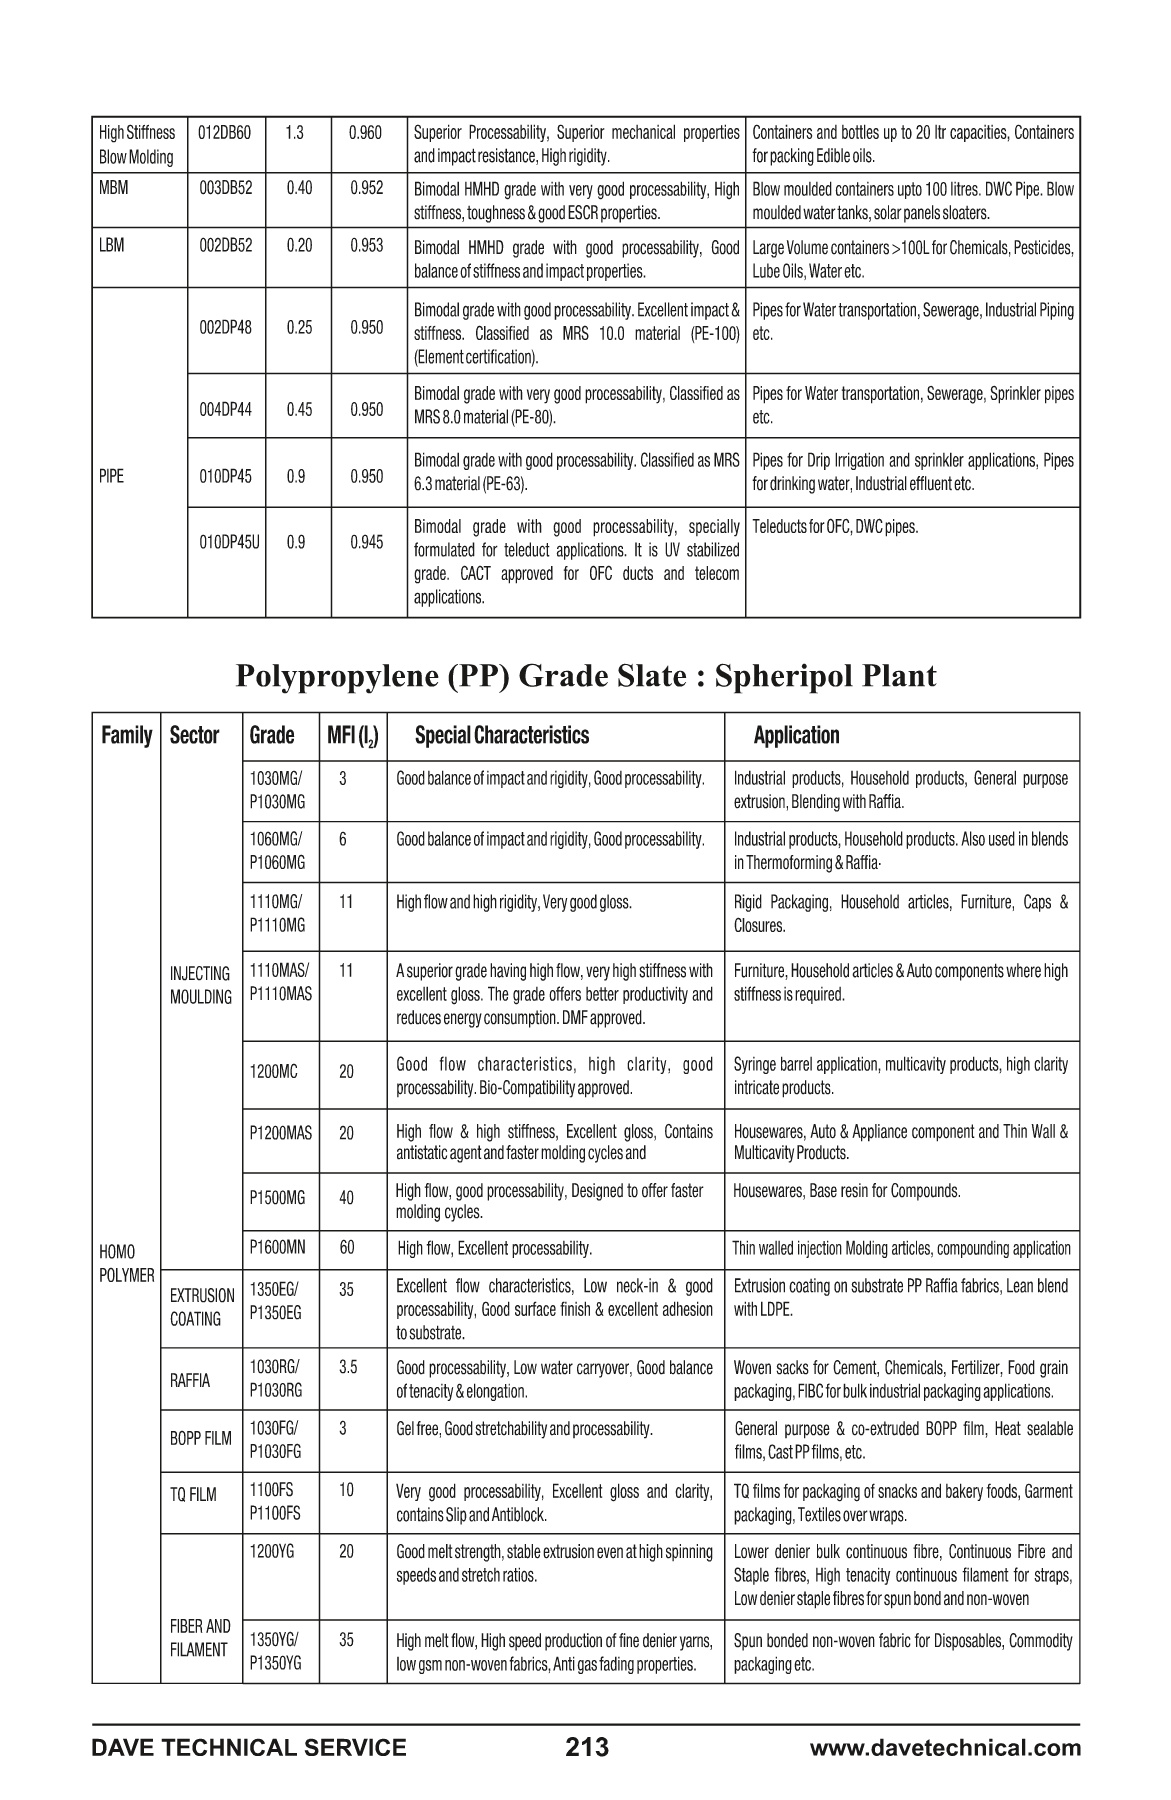 High Stiffness 012DB60 1.3 0.960 Superior Processability, Superior mechanical properties Containers and bottles up to 20 ltr capacities, Containers
Blow Molding and impact resistance, High rigidity. for packing Edible oils.
MBM 003DB52 0.40 0.952 Bimodal HMHD grade with very good processability, High Blow moulded containers upto 100 litres. DWC Pipe. Blow
stiffness, toughness & good ESCR properties. moulded water tanks, solar panels sloaters.
LBM 002DB52 0.20 0.953 Bimodal HMHD grade with good processability, Good Large Volume containers >100L for Chemicals, Pesticides,
balance of stiffness and impact properties. Lube Oils, Water etc.
Bimodal grade with good processability. Excellent impact & Pipes for Water transportation, Sewerage, Industrial Piping
002DP48 0.25 0.950 stiffness. Classified as MRS 10.0 material (PE-100) etc.
(Element certification).
Bimodal grade with very good processability, Classified as Pipes for Water transportation, Sewerage, Sprinkler pipes
004DP44 0.45 0.950 MRS 8.0 material (PE-80). etc.
Bimodal grade with good processability. Classified as MRS Pipes for Drip Irrigation and sprinkler applications, Pipes
PIPE 010DP45 0.9 0.950 6.3 material (PE-63). for drinking water, Industrial effluent etc.
Bimodal grade with good processability, specially Teleducts for OFC, DWC pipes.
010DP45U 0.9 0.945 formulated for teleduct applications. It is UV stabilized
grade. CACT approved for OFC ducts and telecom
applications.
Polypropylene (PP) Grade Slate : Spheripol Plant
Family Sector Grade MFI (I2) Special Characteristics Application
1030MG/ 3 Good balance of impact and rigidity, Good processability. Industrial products, Household products, General purpose
P1030MG extrusion, Blending with Raffia.
1060MG/ 6 Good balance of impact and rigidity, Good processability. Industrial products, Household products. Also used in blends
P1060MG in Thermoforming & Raffia·
1110MG/ 11 High flow and high rigidity, Very good gloss. Rigid Packaging, Household articles, Furniture, Caps &
P1110MG Closures.
INJECTING 1110MAS/ 11 A superior grade having high flow, very high stiffness with Furniture, Household articles & Auto components where high
MOULDING P1110MAS excellent gloss. The grade offers better productivity and stiffness is required.
reduces energy consumption. DMF approved.
1200MC 20 Good flow characteristics, high clarity, good Syringe barrel application, multicavity products, high clarity
processability. Bio-Compatibility approved. intricate products.
P1200MAS 20 High flow & high stiffness, Excellent gloss, Contains Housewares, Auto & Appliance component and Thin Wall &
antistatic agent and faster molding cycles and Multicavity Products.
P1500MG 40 High flow, good processability, Designed to offer faster Housewares, Base resin for Compounds.
molding cycles.
HOMO P1600MN 60 High flow, Excellent processability. Thin walled injection Molding articles, compounding application
POLYMER
EXTRUSION 1350EG/ 35 Excellent flow characteristics, Low neck-in & good Extrusion coating on substrate PP Raffia fabrics, Lean blend
COATING P1350EG processability, Good surface finish & excellent adhesion with LDPE.
to substrate.
RAFFIA 1030RG/ 3.5 Good processability, Low water carryover, Good balance Woven sacks for Cement, Chemicals, Fertilizer, Food grain
P1030RG of tenacity & elongation. packaging, FIBC for bulk industrial packaging applications.
BOPP FILM 1030FG/ 3 Gel free, Good stretchability and processability. General purpose & co-extruded BOPP film, Heat sealable
P1030FG films, Cast PP films, etc.
TQ FILM 1100FS 10 Very good processability, Excellent gloss and clarity, TQ films for packaging of snacks and bakery foods, Garment
P1100FS contains Slip and Antiblock. packaging, Textiles over wraps.
1200YG 20 Good melt strength, stable extrusion even at high spinning Lower denier bulk continuous fibre, Continuous Fibre and
speeds and stretch ratios. Staple fibres, High tenacity continuous filament for straps,
Low denier staple fibres for spun bond and non-woven
FIBER AND 1350YG/ 35 High melt flow, High speed production of fine denier yarns, Spun bonded non-woven fabric for Disposables, Commodity
FILAMENT P1350YG low gsm non-woven fabrics, Anti gas fading properties. packaging etc.
DAVE TECHNICAL SERVICE 213 www.davetechnical.com